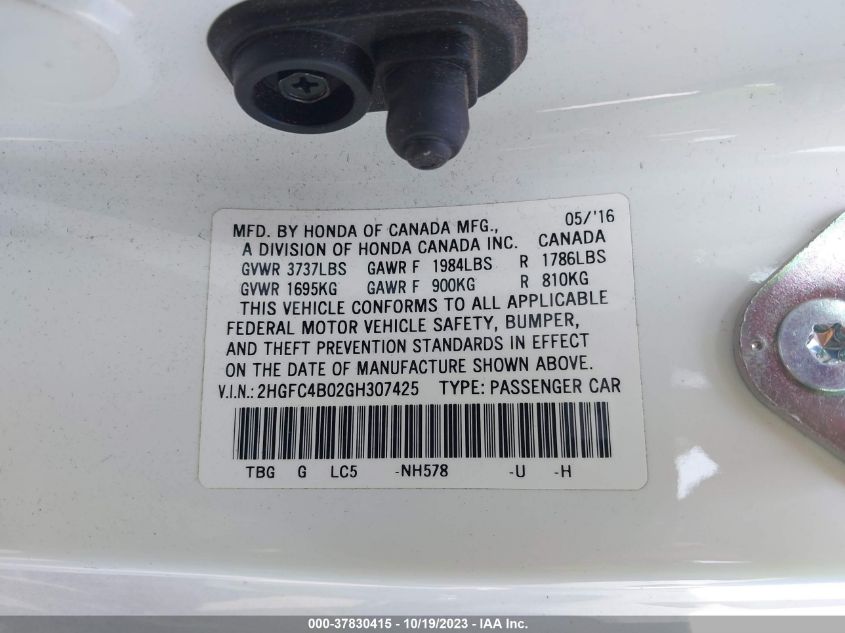 MFD. BY HONDA OF CANADA MFG., 05/'16
A DIVISION OF HONDA CANADA INC. CANADA
GVWR 3737LBS GAWR F 1984LBS R 1786LBS
GVWR 1695KG GAWR F 900KG R 810KG
THIS VEHICLE CONFORMS TO ALL APPLICABLE
FEDERAL MOTOR VEHICLE SAFETY, BUMPER,
AND THEFT PREVENTION STANDARDS IN EFFECT
ON THE DATE OF MANUFACTURE SHOWN ABOVE.
V.I.N.: 2HGFC4B02GH307425 TYPE: PASSENGER CAR
TBG G LC5 -NH578 -U -H
000-37830415 - 10/19/2023 - IAA Inc.